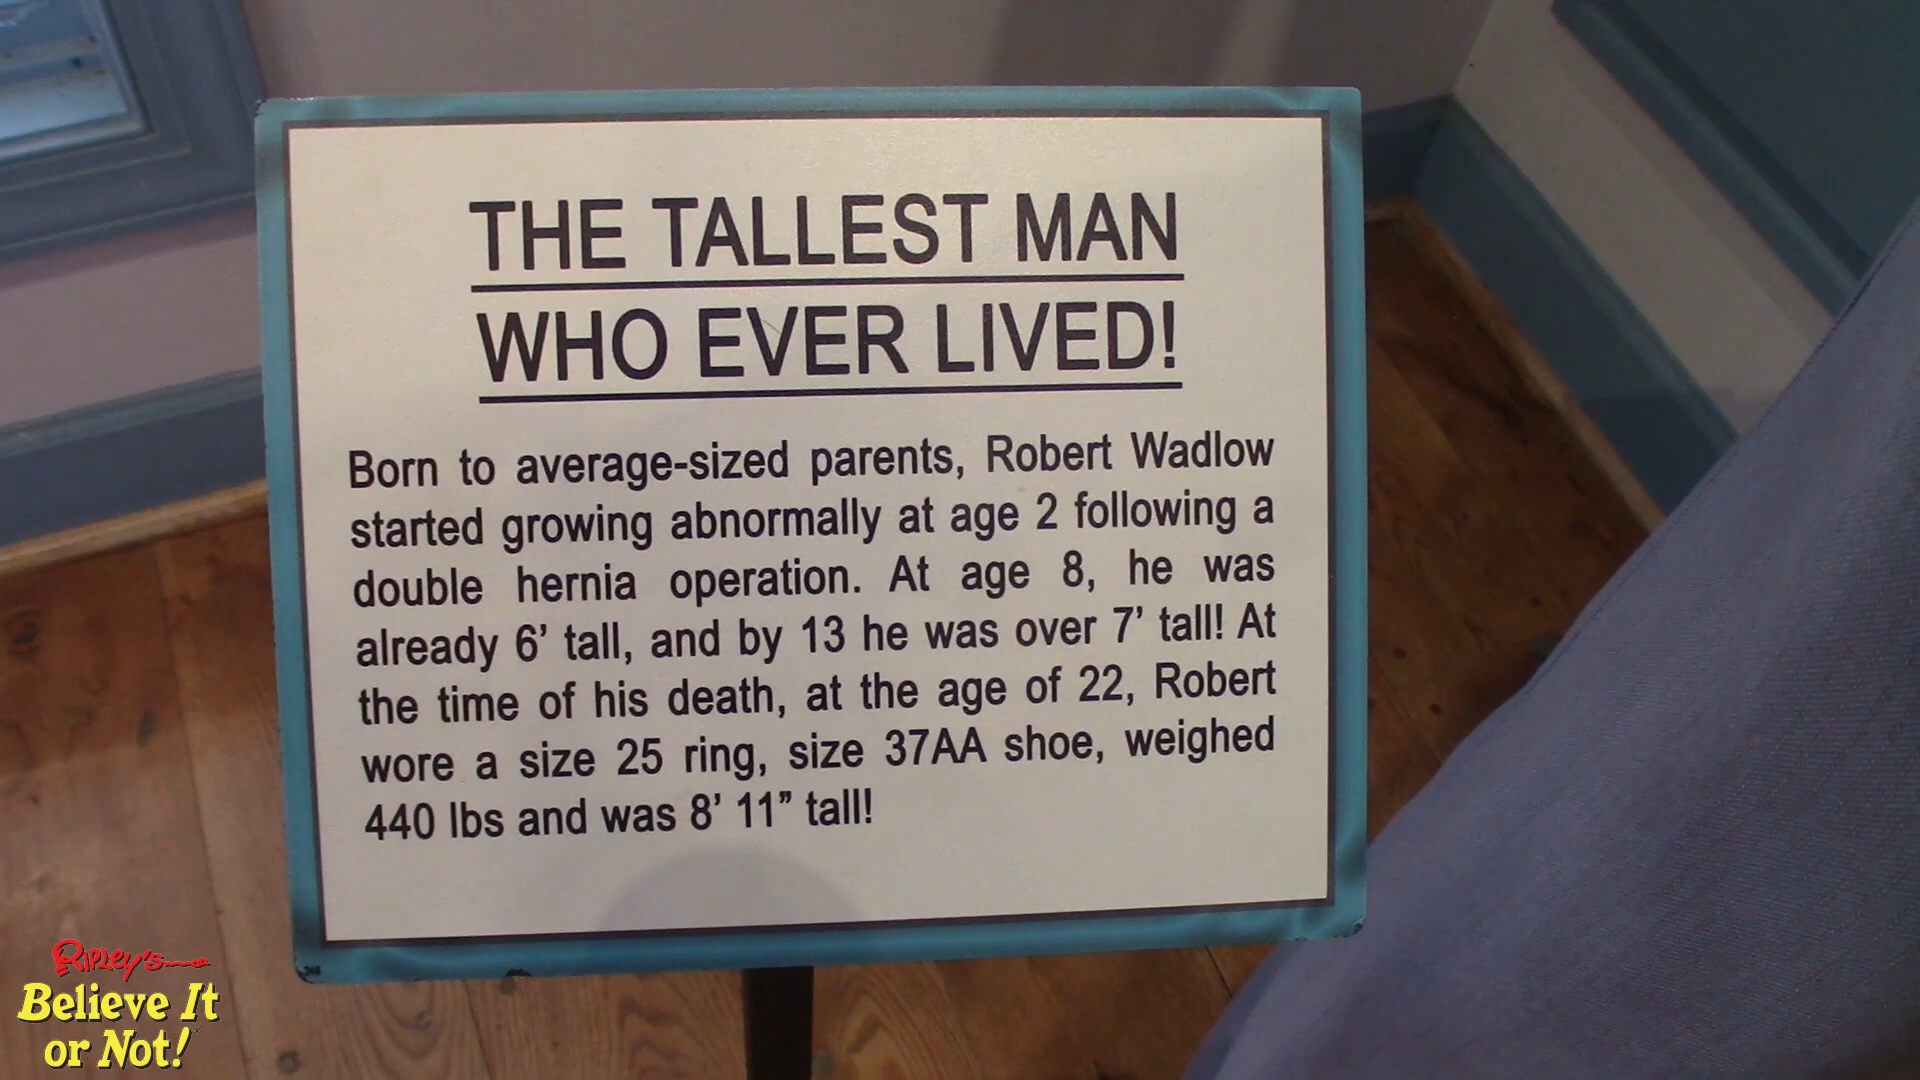 THE TALLEST MAN
WHO EVER LIVED!
Born to average-sized parents, Robert Wadlow
started growing abnormally at age 2 following a
double hernia operation. At age 8, he was
already 6’ tall, and by 13 he was over 7’ tall! At
the time of his death, at the age of 22, Robert
wore a size 25 ring, size 37AA shoe, weighed
440 lbs and was 8’ 11” tall!
Ripley's
Believe It
or Not!